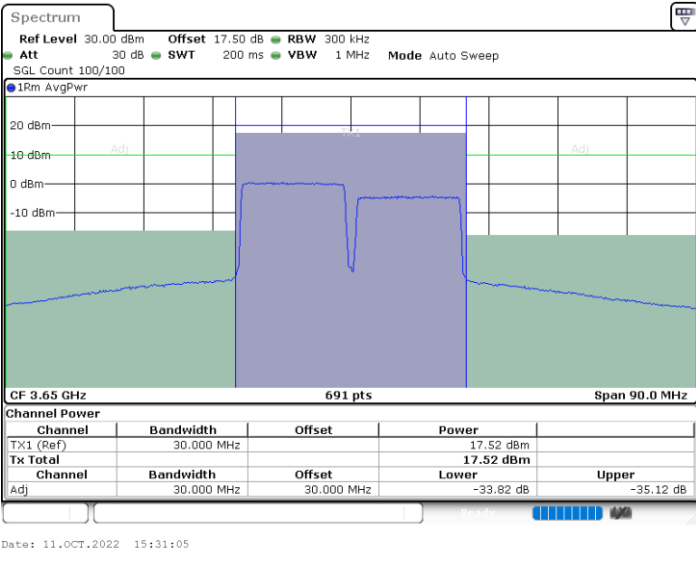 Spectrum
Ref Level 30.00 dBm Offset 17.50 dB RBW 300 kHz
Att 30 dB SWT 200 ms VBW 1 MHz Mode Auto Sweep
SGL Count 100/100
1Rm AvgPwr
20 dBm
TX1
Adj Adj
10 dBm
0 dBm
-10 dBm
CF 3.65 GHz 691 pts Span 90.0 MHz
Channel Power
Channel Bandwidth Offset Power
TX1 (Ref) 30.000 MHz 17.52 dBm
Tx Total 17.52 dBm
Channel Bandwidth Offset Lower Upper
Adj 30.000 MHz 30.000 MHz -33.82 dB -35.12 dB
Ready
Date: 11.OCT.2022 15:31:05